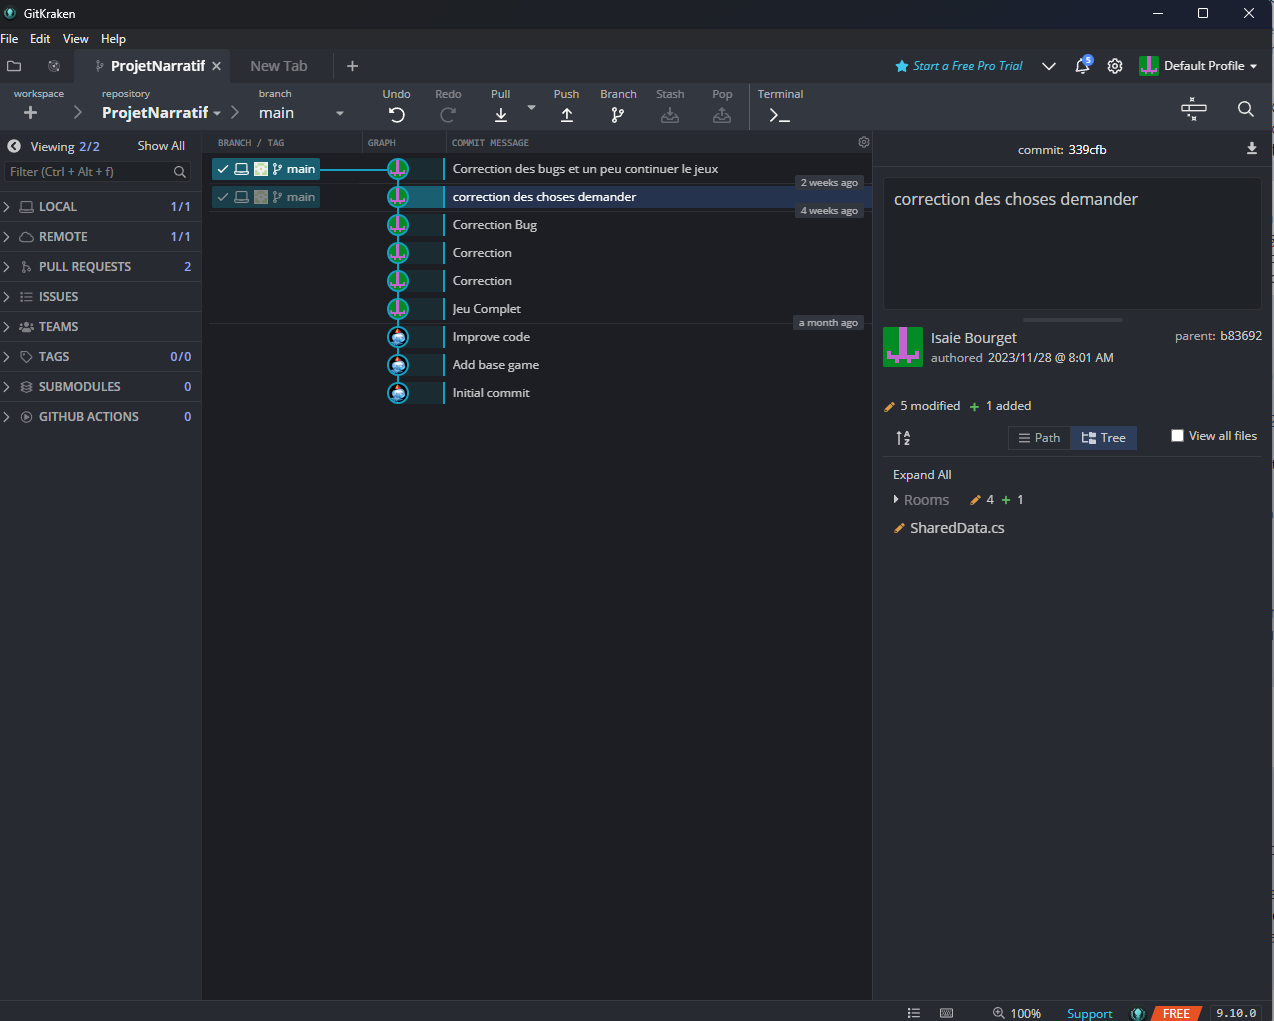 GitKraken
File Edit View Help
ProjetNarratif New Tab
Start a Free Pro Trial 5 Default Profile
workspace repository branch
ProjetNarratif main
Undo Redo Pull Push Branch Stash Pop Terminal
Viewing 2/2 Show All
Filter (Ctrl + Alt + f)
LOCAL 1/1
REMOTE 1/1
PULL REQUESTS 2
ISSUES
TEAMS
TAGS 0/0
SUBMODULES 0
GITHUB ACTIONS 0
BRANCH / TAG GRAPH COMMIT MESSAGE
main Correction des bugs et un peu continuer le jeux
2 weeks ago
main correction des choses demander
4 weeks ago
Correction Bug
Correction
Correction
Jeu Complet
a month ago
Improve code
Add base game
Initial commit
commit: 339cfb
correction des choses demander
Isaie Bourget parent: b83692
authored 2023/11/28 @ 8:01 AM
5 modified 1 added
Path Tree View all files
Expand All
Rooms 4 + 1
SharedData.cs
100% Support FREE 9.10.0